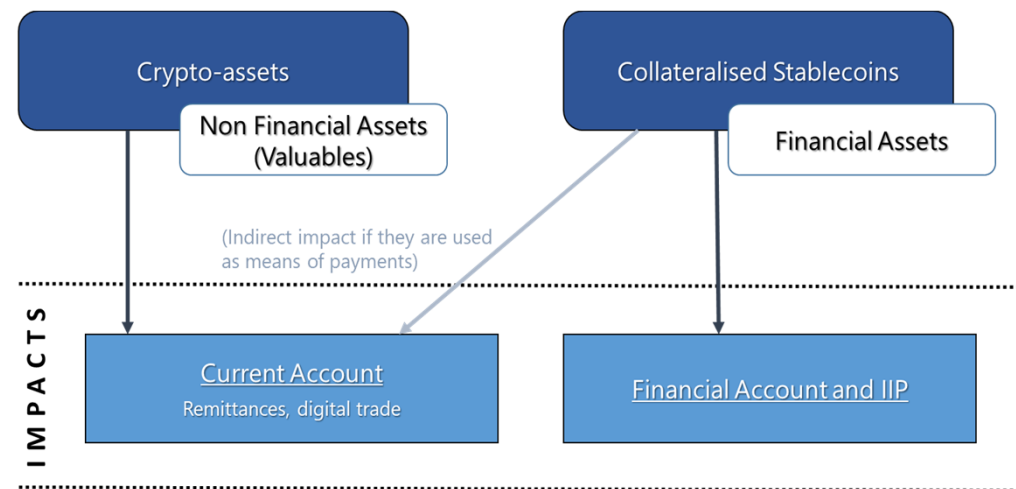 Crypto-assets
Non Financial Assets
(Valuables)
Collateralised Stablecoins
Financial Assets
(Indirect impact if they are used
as means of payments)
IMPACTS
Current Account
Remittances, digital trade
Financial Account and IIP